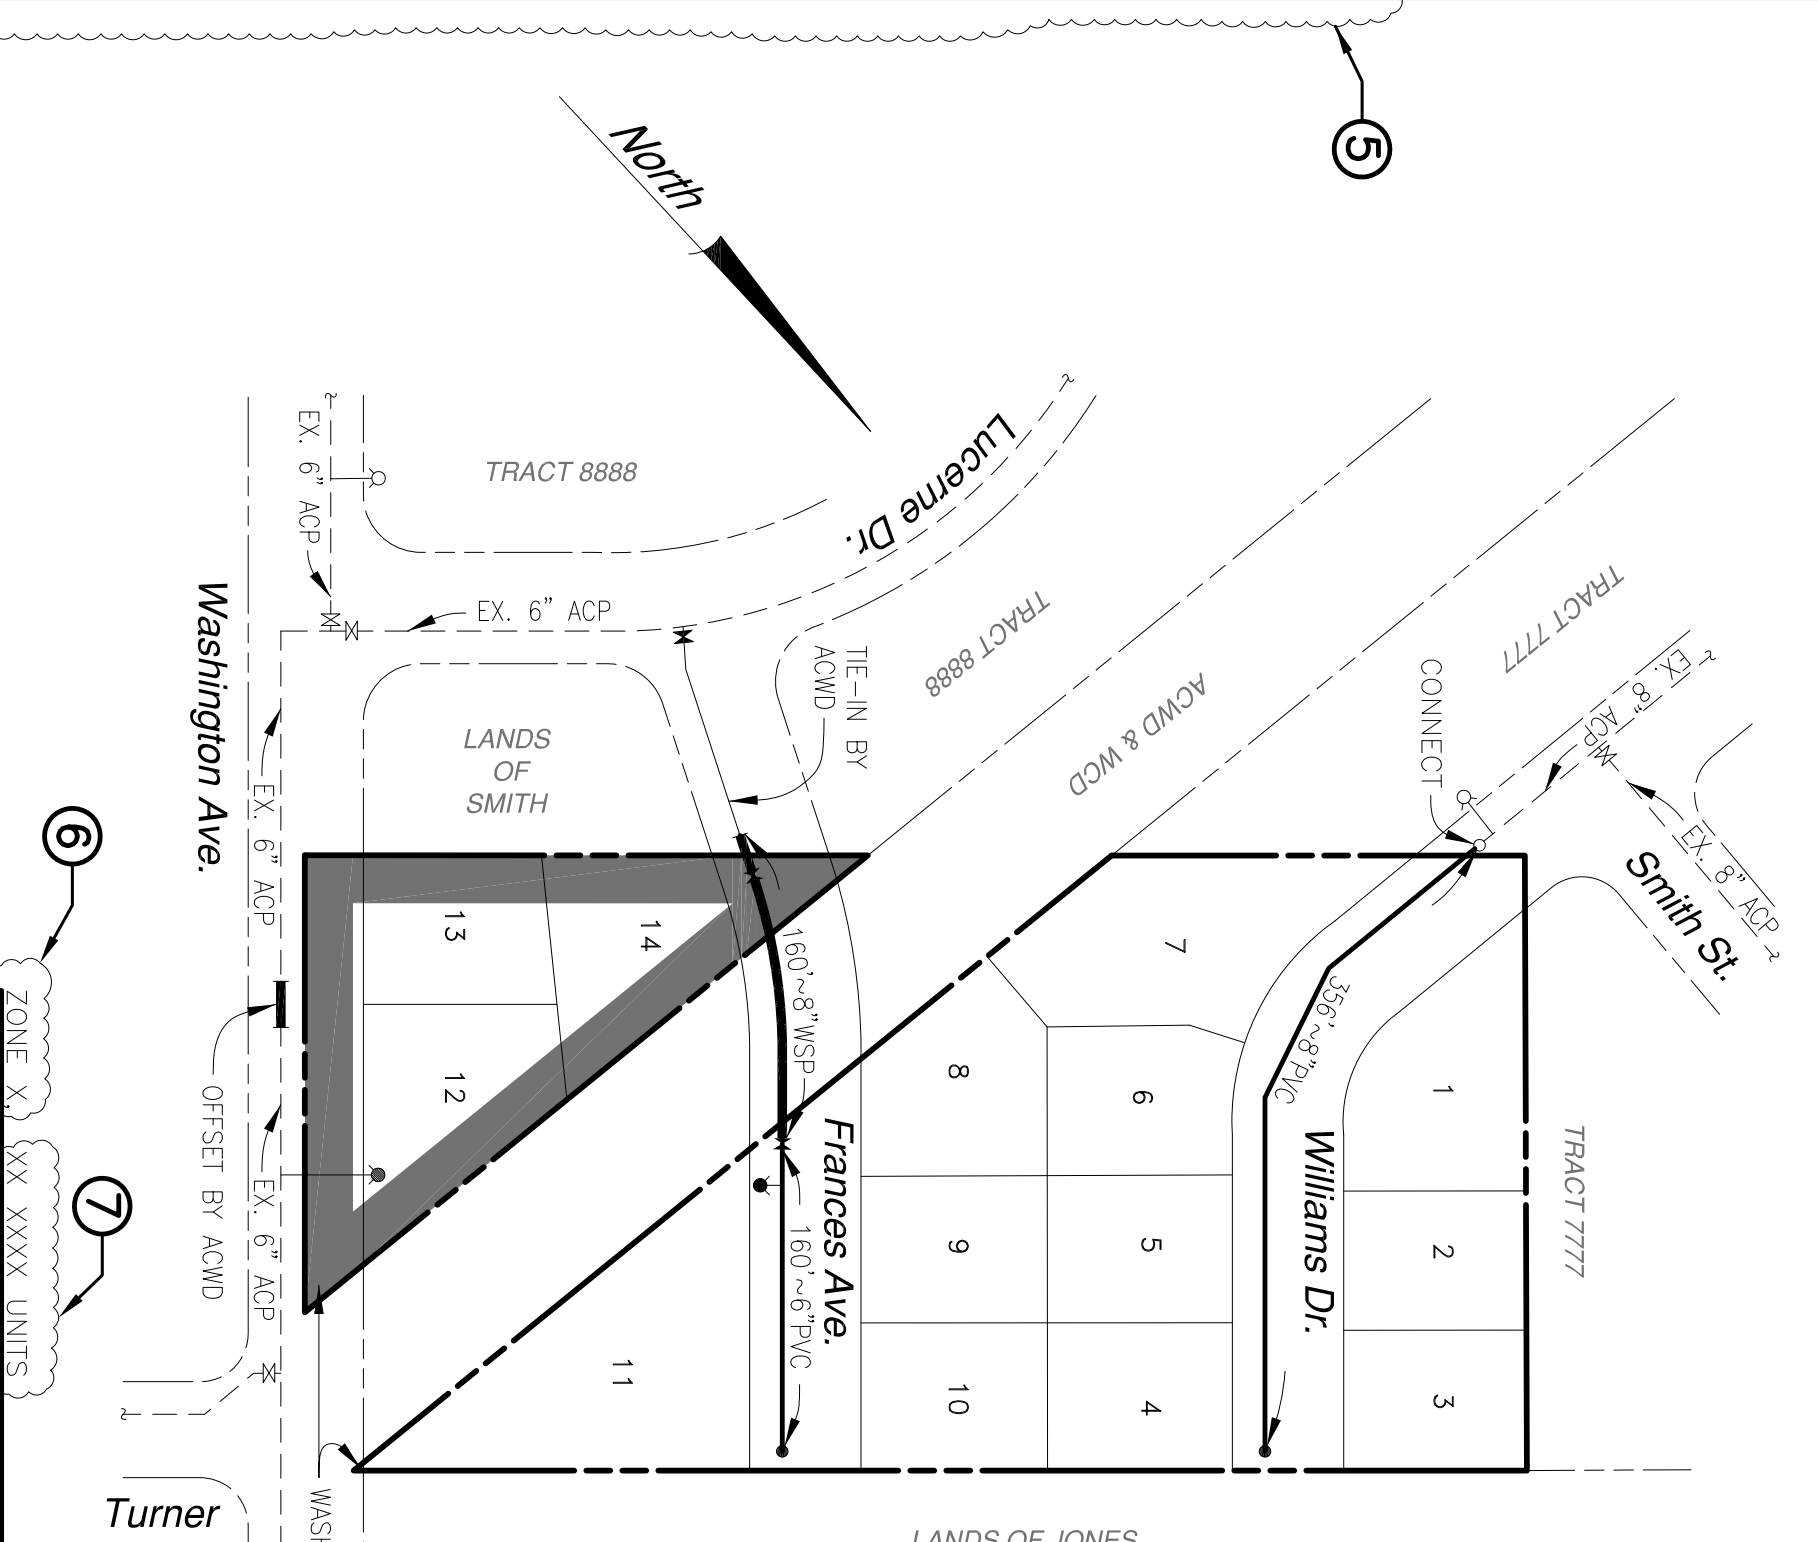 5
North
EX. 6" ACP
TRACT 8888
Lucerne Dr.
EX. 6" ACP
Washington Ave.
TRACT 8888
TRACT 7777
TIE-IN BY
ACWD
LANDS
OF
SMITH
ACWD & WCD
CONNECT
EX. 8" ACP
EX. 8" ACP
Smith St.
EX. 6" ACP
6
ZONE X,
13
14
12
160'~8"WSP
7
356'~8"PVC
8
6
1
OFFSET BY ACWD
EX. 6" ACP
7
XX XXXX UNITS
Frances Ave.
160'~6"PVC
Williams Dr.
TRACT 7777
9
5
2
11
10
4
3
Turner
LANDS OF JONES